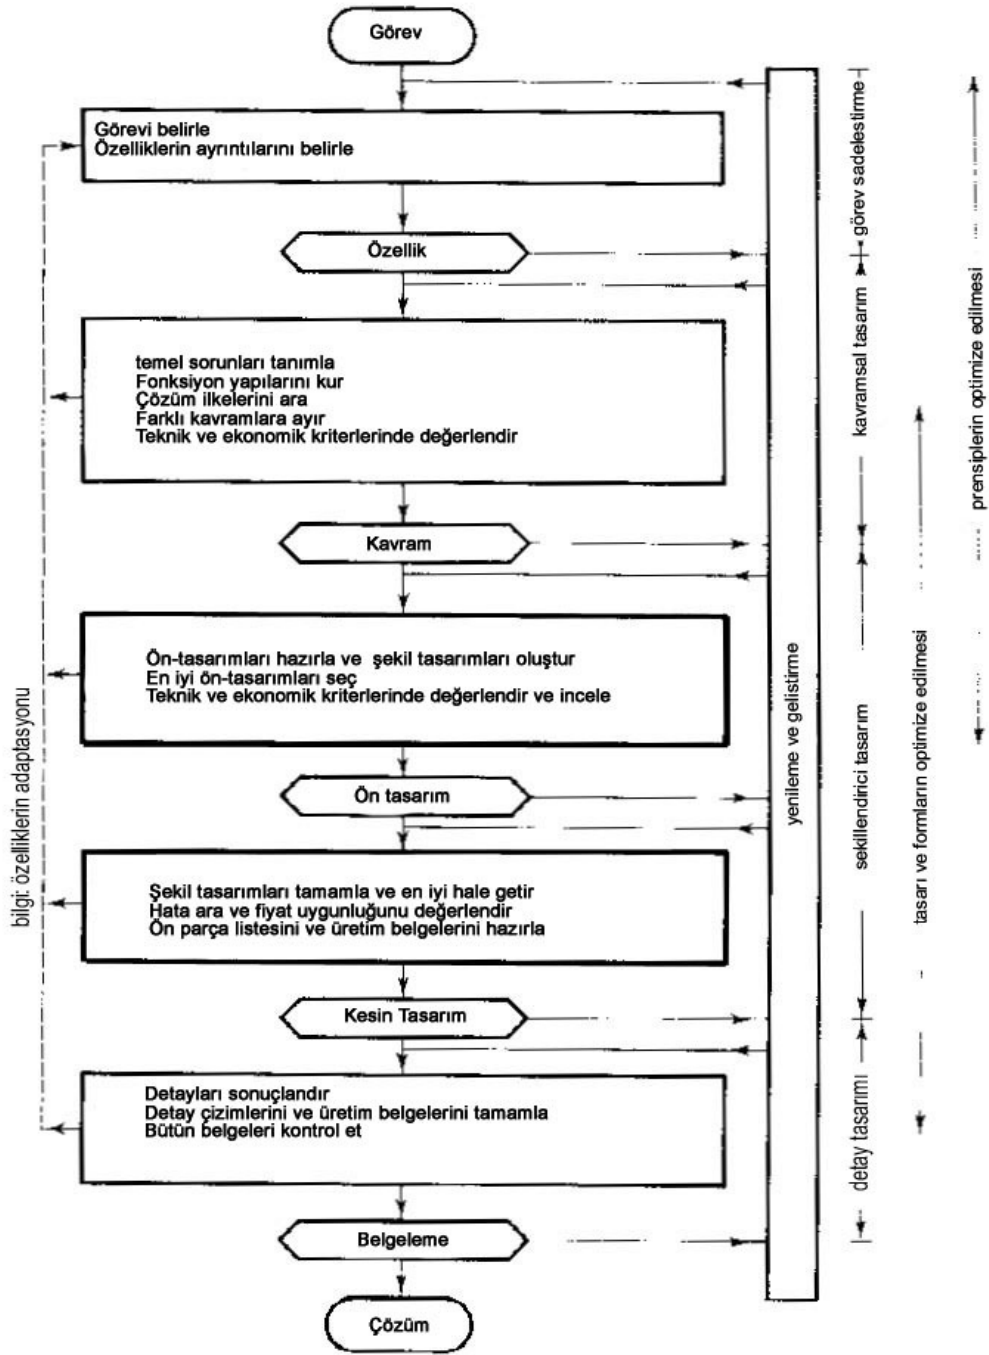 Görev
Görevi belirle
Özelliklerin ayrıntılarını belirle
Özellik
temel sorunları tanımla
Fonksiyon yapılarını kur
Çözüm ilkelerini ara
Farklı kavramlara ayır
Teknik ve ekonomik kriterlerinde değerlendir
Kavram
Ön-tasarımları hazırla ve şekil tasarımları oluştur
En iyi ön-tasarımları seç
Teknik ve ekonomik kriterlerinde değerlendir ve incele
Ön tasarım
Şekil tasarımları tamamla ve en iyi hale getir
Hata ara ve fiyat uygunluğunu değerlendir
Ön parça listesini ve üretim belgelerini hazırla
Kesin Tasarım
Detayları sonuçlandır
Detay çizimlerini ve üretim belgelerini tamamla
Bütün belgeleri kontrol et
Belgeleme
Çözüm
bilgi: özelliklerin adaptasyonu
yenileme ve gelistirme
görev sadelestirme
kavramsal tasarım
sekillendirici tasarım
detay tasarımı
tasarı ve formların optimize edilmesi
prensiplerin optimize edilmesi